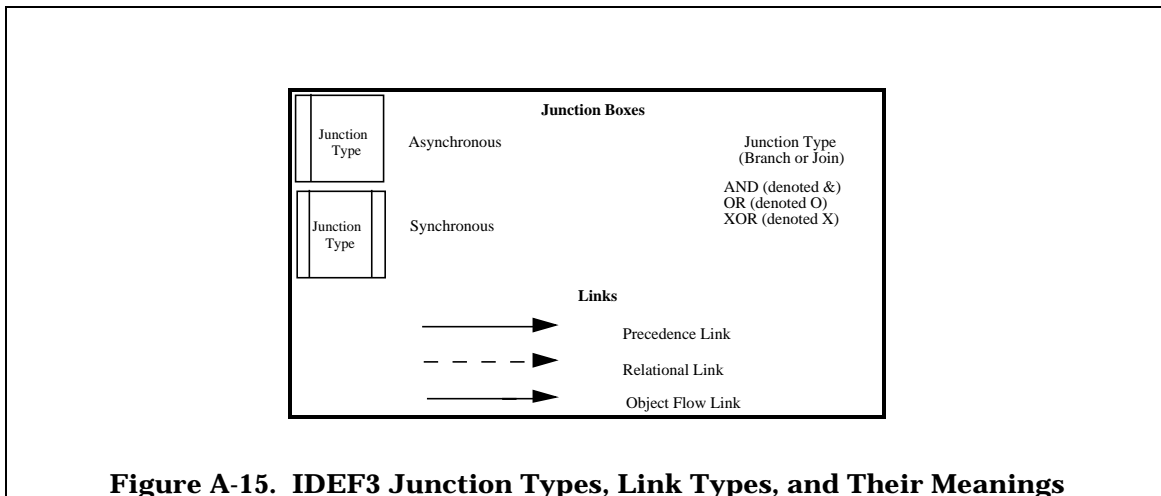 Junction Boxes
Junction
Type
Asynchronous
Junction Type
(Branch or Join)
AND (denoted &)
OR (denoted O)
XOR (denoted X)
Junction
Type
Synchronous
Links
Precedence Link
Relational Link
Object Flow Link
Figure A-15. IDEF3 Junction Types, Link Types, and Their Meanings